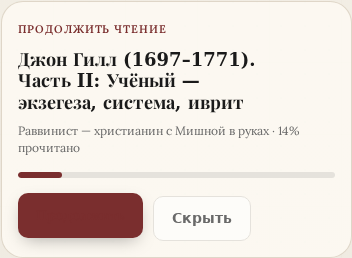 ПРОДОЛЖИТЬ ЧТЕНИЕ
Джон Гилл (1697–1771).
Часть II: Учёный —
экзегеза, система, иврит
Раввинист — христианин с Мишной в руках · 14%
прочитано
Скрыть